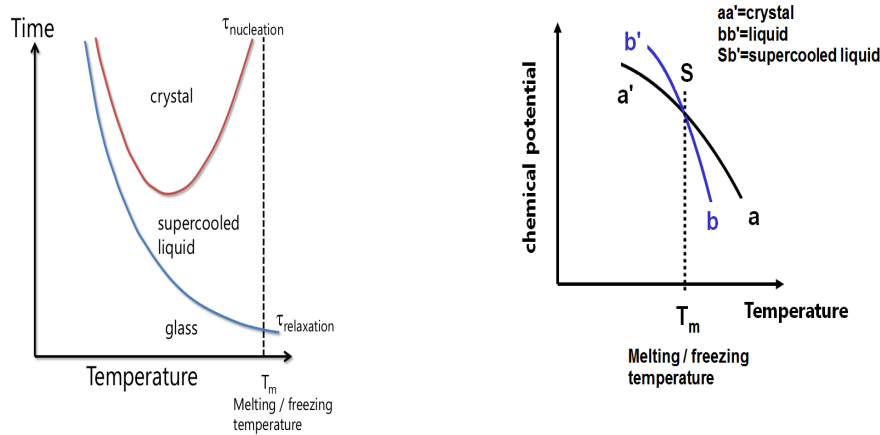 Time
τnucleation
crystal
supercooled
liquid
glass
τrelaxation
Temperature
Tm
Melting / freezing
temperature
aa'=crystal
bb'=liquid
Sb'=supercooled liquid
b'
S
a'
chemical potential
b
a
Tm
Temperature
Melting / freezing
temperature